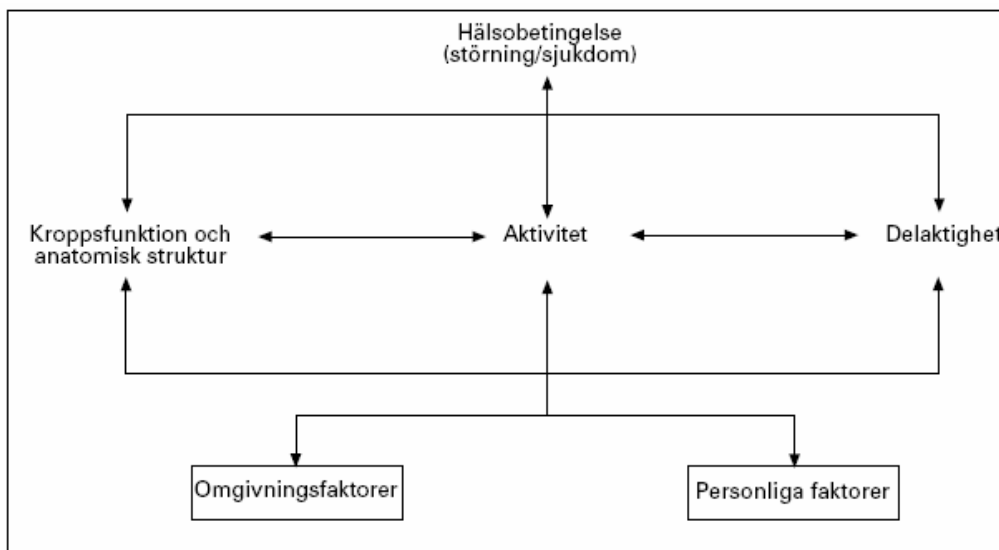 Hälsobetingelse
(störning/sjukdom)
Kroppsfunktion och
anatomisk struktur
Aktivitet
Delaktighet
Omgivningsfaktorer
Personliga faktorer